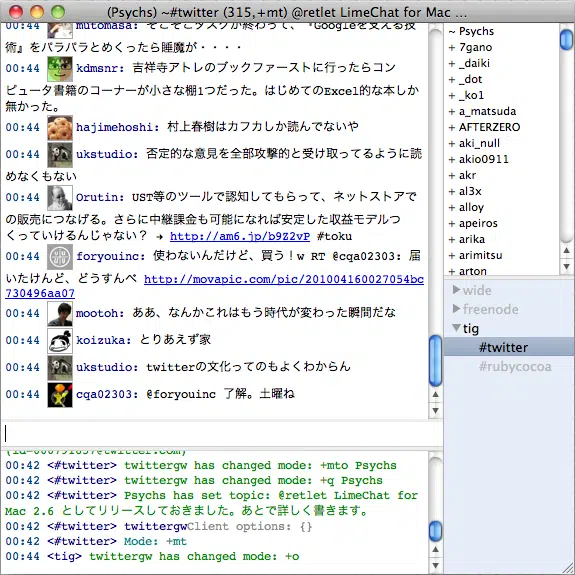 (Psychs) ~#twitter (315,+mt) @retlet LimeChat for Mac ...
mutomasa: そこそこタスクが終わって、『Googleを支える技
術』をパラパラとめくったら睡魔が・・・・
00:44 kdmsnr: 吉祥寺アトレのブックファーストに行ったらコン
ピュータ書籍のコーナーが小さな棚1つだった。はじめてのExcel的な本しか
無かった。
00:44 hajimehoshi: 村上春樹はカフカしか読んでないや
00:44 ukstudio: 否定的な意見を全部攻撃的と受け取ってるように読
めなくもない
00:44 Orutin: UST等のツールで認知してもらって、ネットストアで
の販売につなげる。さらに中継課金も可能になれば安定した収益モデルつ
くっていけるんじゃない？ → http://am6.jp/b9Z2vP #toku
00:44 foryouinc: 使わないんだけど、買う！w RT @cqa02303: 届
いたけんど、どうすんべ http://movapic.com/pic/201004160027054bc
730496aa07
00:44 mootoh: ああ、なんかこれはもう時代が変わった瞬間だな
00:44 koizuka: とりあえず家
00:44 ukstudio: twitterの文化ってのもよくわからん
00:44 cqa02303: @foryouinc 了解。土曜ね
00:42 <#twitter> twittergw has changed mode: +mto Psychs
00:42 <#twitter> twittergw has changed mode: +q Psychs
00:42 <#twitter> Psychs has set topic: @retlet LimeChat for
Mac 2.6 としてリリースしておきました。あとで詳しく書きます。
00:42 <#twitter> twittergwClient options: {}
00:42 <#twitter> Mode: +mt
00:44 <tig> twittergw has changed mode: +o
~ Psychs
+ 7gano
+ _daiki
+ _dot
+ _ko1
+ a_matsuda
+ AFTERZERO
+ aki_null
+ akio0911
+ akr
+ al3x
+ alloy
+ apeiros
+ arika
+ arimitsu
+ arton
wide
freenode
tig
#twitter
#rubycocoa